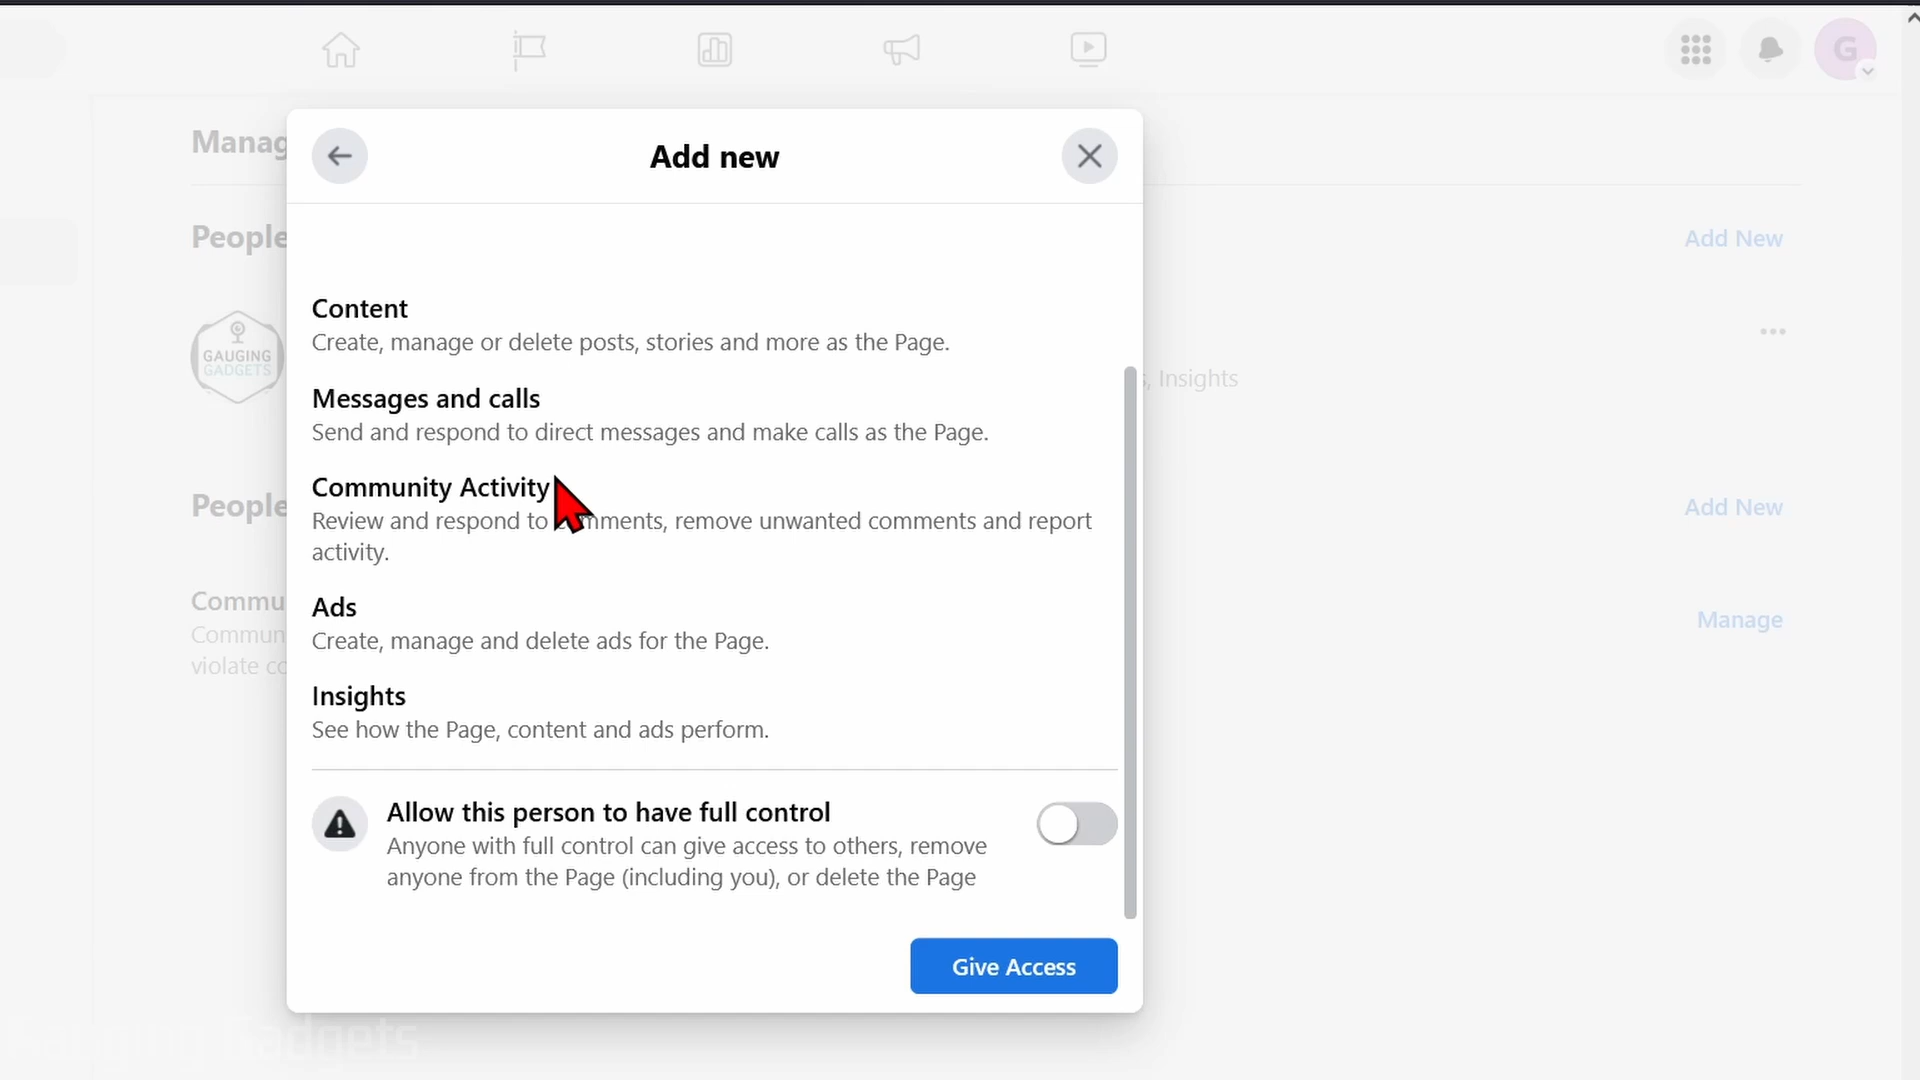 G
Manag
Add new
People
Add New
GAUGING
GADGETS
Content
Create, manage or delete posts, stories and more as the Page.
, Insights
Messages and calls
Send and respond to direct messages and make calls as the Page.
Community Activity
People
Add New
Review and respond to comments, remove unwanted comments and report
activity.
Commu
Ads
Manage
Commun
Create, manage and delete ads for the Page.
violate co
Insights
See how the Page, content and ads perform.
Allow this person to have full control
Anyone with full control can give access to others, remove
anyone from the Page (including you), or delete the Page
Give Access
Gauging Gadgets